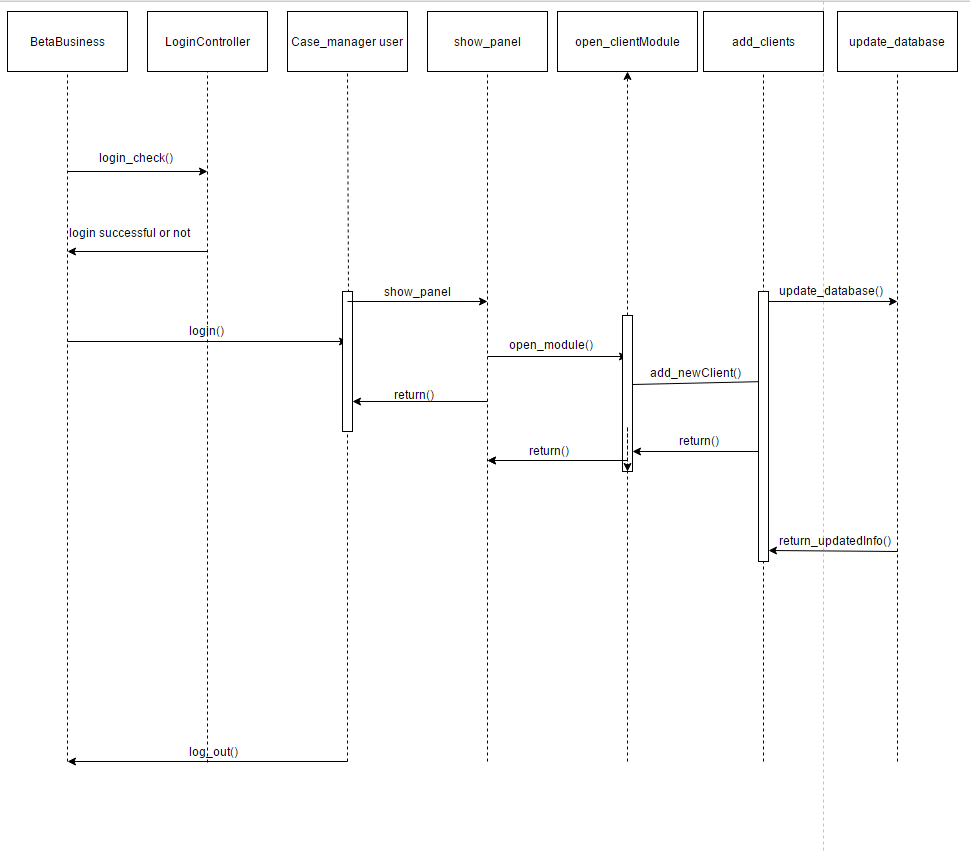 BetaBusiness
LoginController
Case_manager user
show_panel
open_clientModule
add_clients
update_database
login_check()
login successful or not
show_panel
update_database()
login()
open_module()
add_newClient()
return()
return()
return()
return_updatedInfo()
log_out()